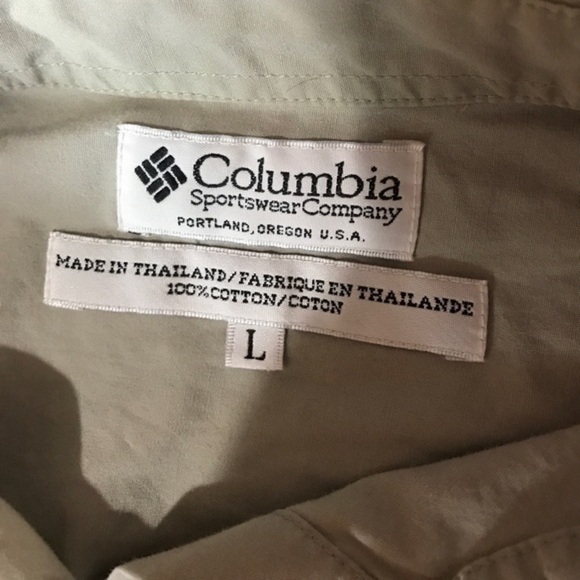 Columbia
SportswearCompany
PORTLAND, OREGON U.S.A.
MADE IN THAILAND/FABRIQUE EN THAILANDE
100% COTTON/COTON
L